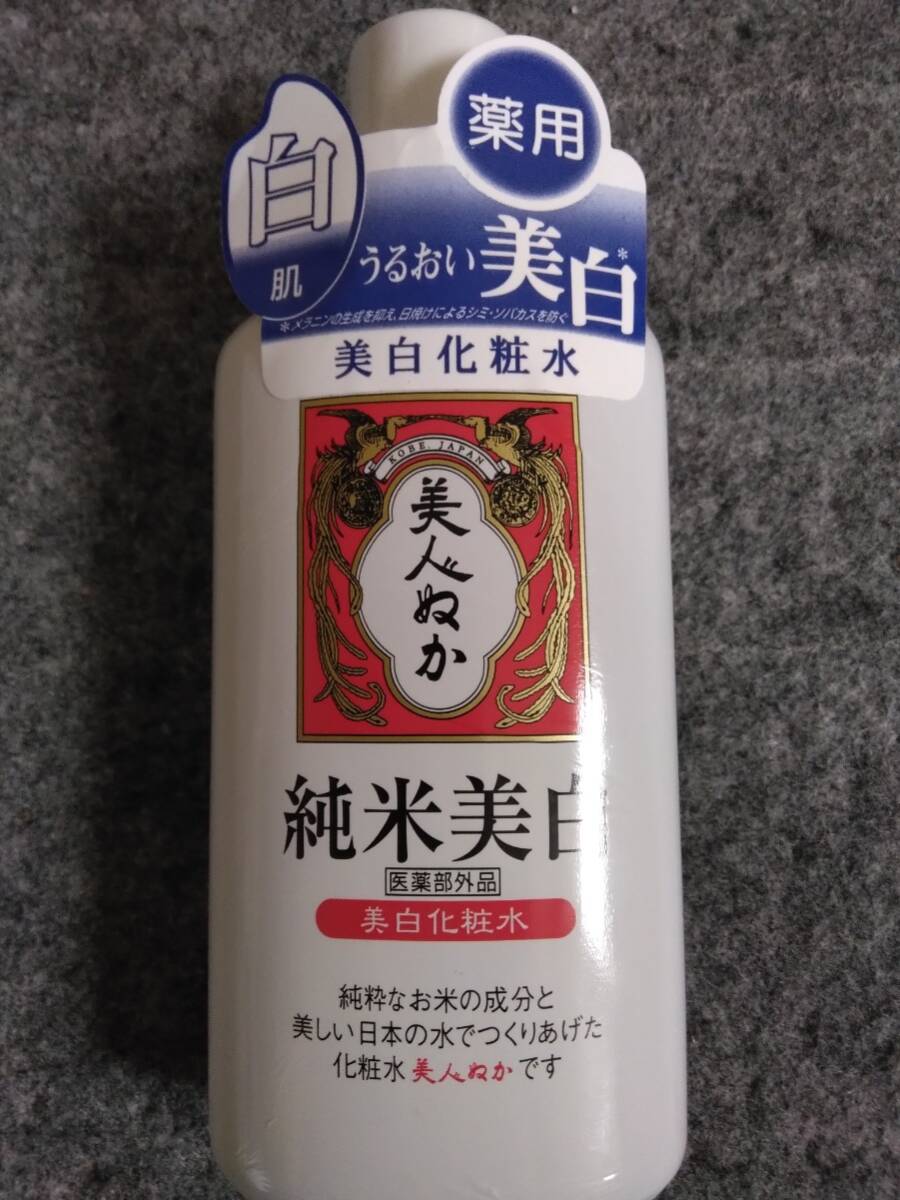 薬用
白
肌
うるおい美白*
*メラニンの生成を抑え、日焼けによるシミ・ソバカスを防ぐ
美白化粧水
KOBE, JAPAN
美人ぬか
純米美白
医薬部外品
美白化粧水
純粋なお米の成分と
美しい日本の水でつくりあげた
化粧水 美人ぬか です